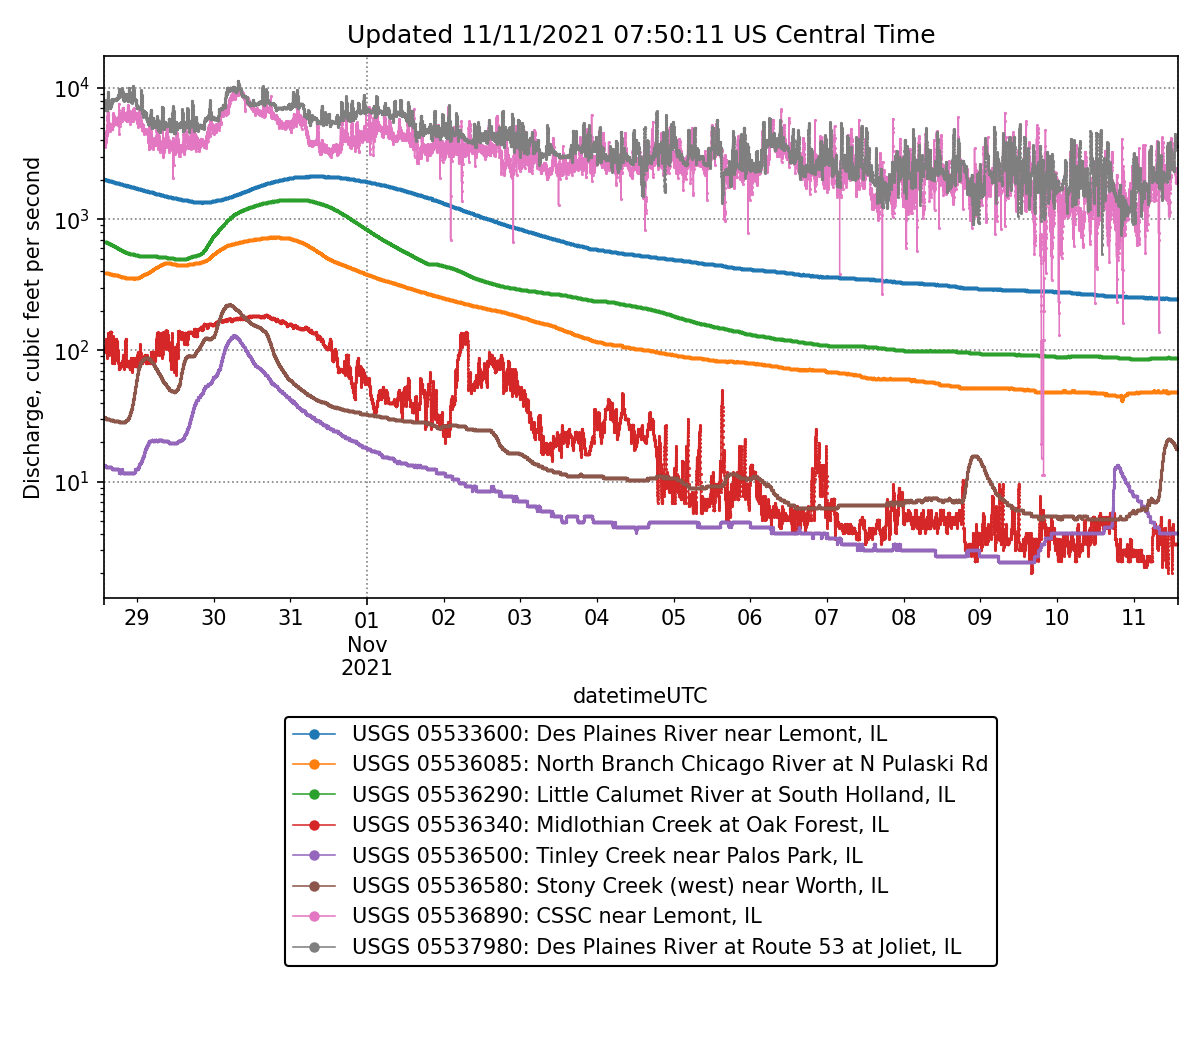 Updated 11/11/2021 07:50:11 US Central Time
Discharge, cubic feet per second
10⁴
10³
10²
10¹
29 30 31 01 02 03 04 05 06 07 08 09 10 11
Nov
2021
datetimeUTC
USGS 05533600: Des Plaines River near Lemont, IL
USGS 05536085: North Branch Chicago River at N Pulaski Rd
USGS 05536290: Little Calumet River at South Holland, IL
USGS 05536340: Midlothian Creek at Oak Forest, IL
USGS 05536500: Tinley Creek near Palos Park, IL
USGS 05536580: Stony Creek (west) near Worth, IL
USGS 05536890: CSSC near Lemont, IL
USGS 05537980: Des Plaines River at Route 53 at Joliet, IL